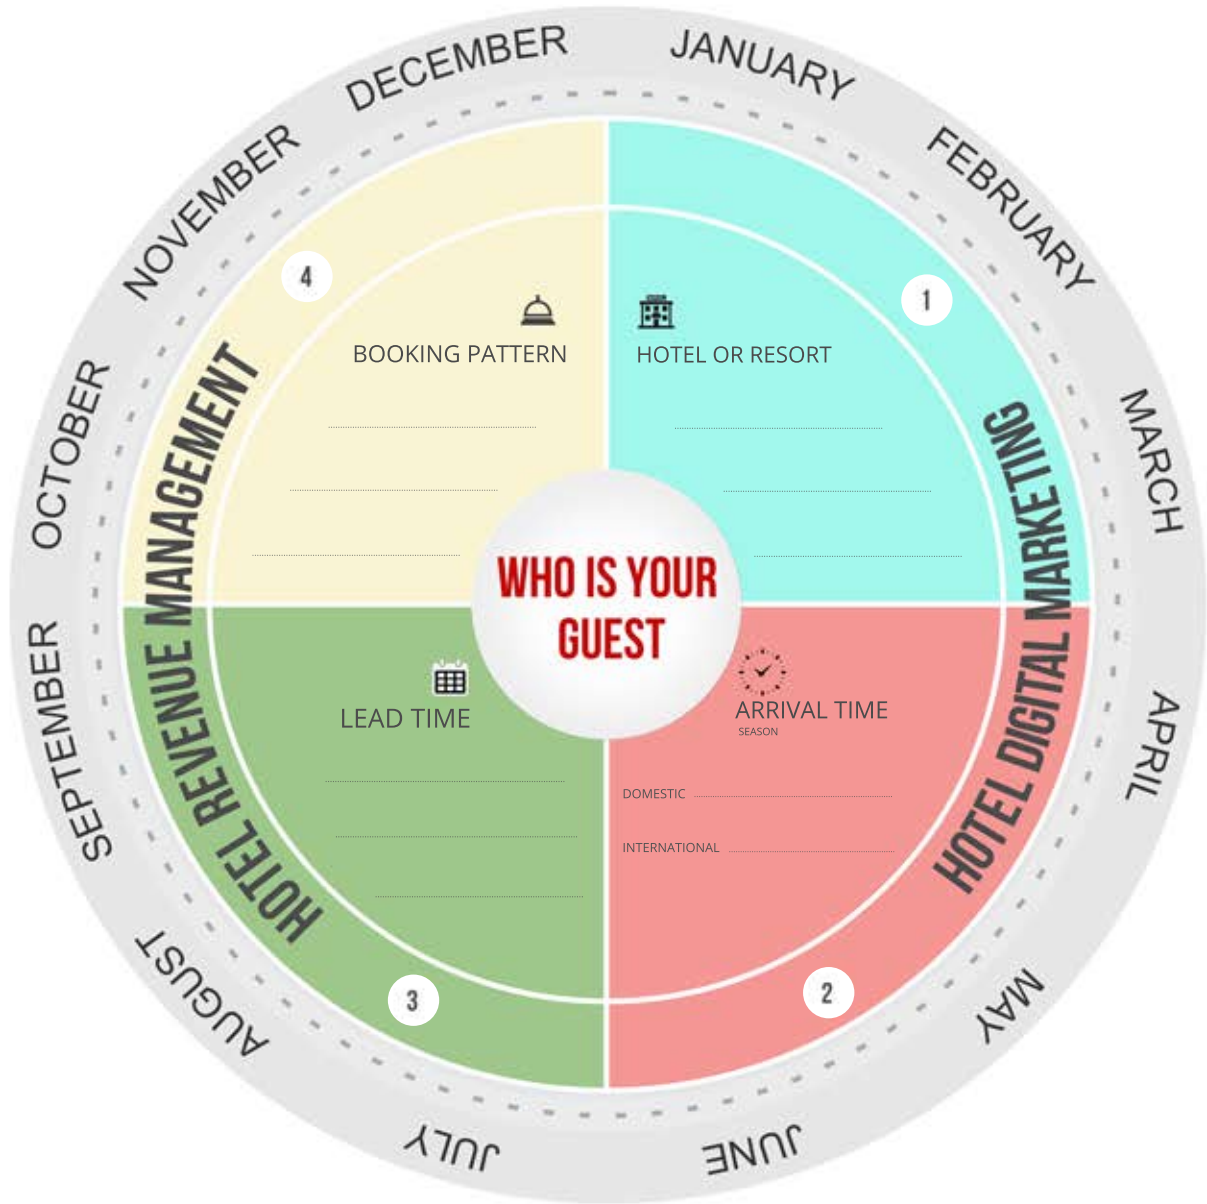 JANUARY
FEBRUARY
MARCH
APRIL
MAY
JUNE
JULY
AUGUST
SEPTEMBER
OCTOBER
NOVEMBER
DECEMBER
WHO IS YOUR
GUEST
1
HOTEL OR RESORT
HOTEL DIGITAL MARKETING
2
ARRIVAL TIME
SEASON
DOMESTIC
INTERNATIONAL
3
LEAD TIME
HOTEL REVENUE MANAGEMENT
4
BOOKING PATTERN